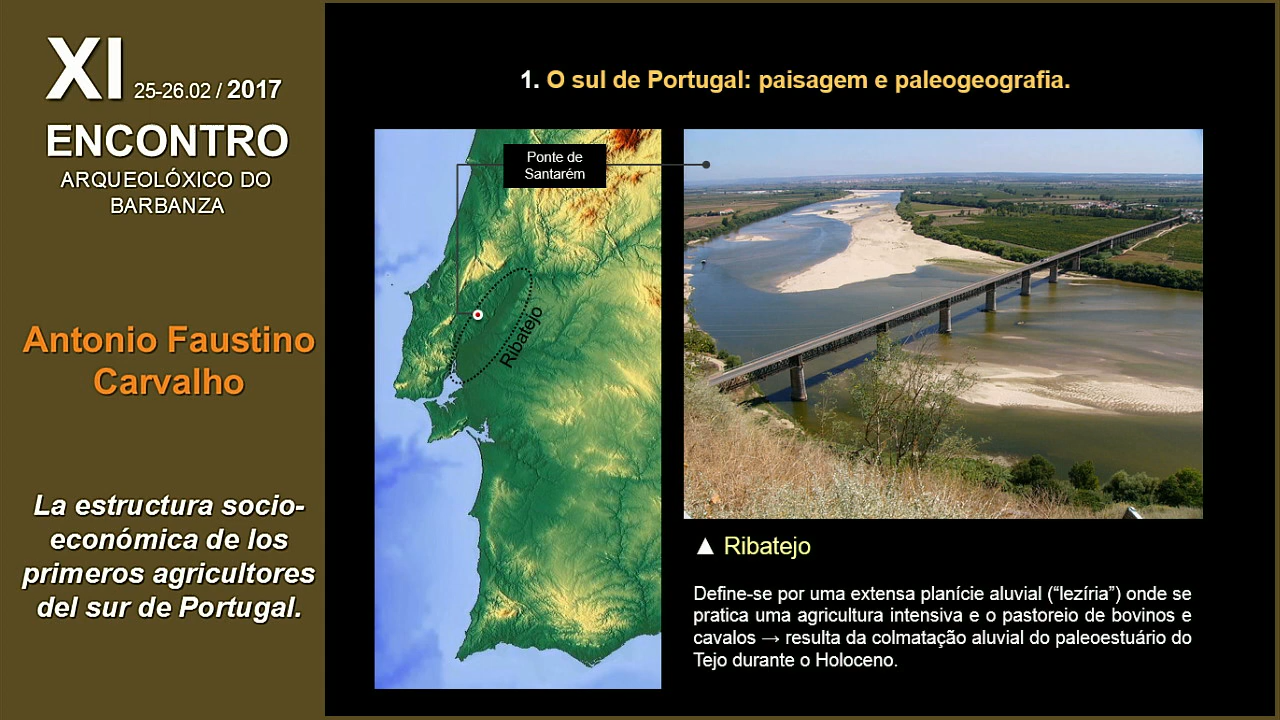 XI 25-26.02 / 2017
ENCONTRO
ARQUEOLÓXICO DO
BARBANZA
Antonio Faustino
Carvalho
La estructura socio-
económica de los
primeros agricultores
del sur de Portugal.
1. O sul de Portugal: paisagem e paleogeografia.
Ponte de
Santarém
Ribatejo
▲ Ribatejo
Define-se por uma extensa planície aluvial (“lezíria”) onde se
pratica uma agricultura intensiva e o pastoreio de bovinos e
cavalos → resulta da colmatação aluvial do paleoestuário do
Tejo durante o Holoceno.